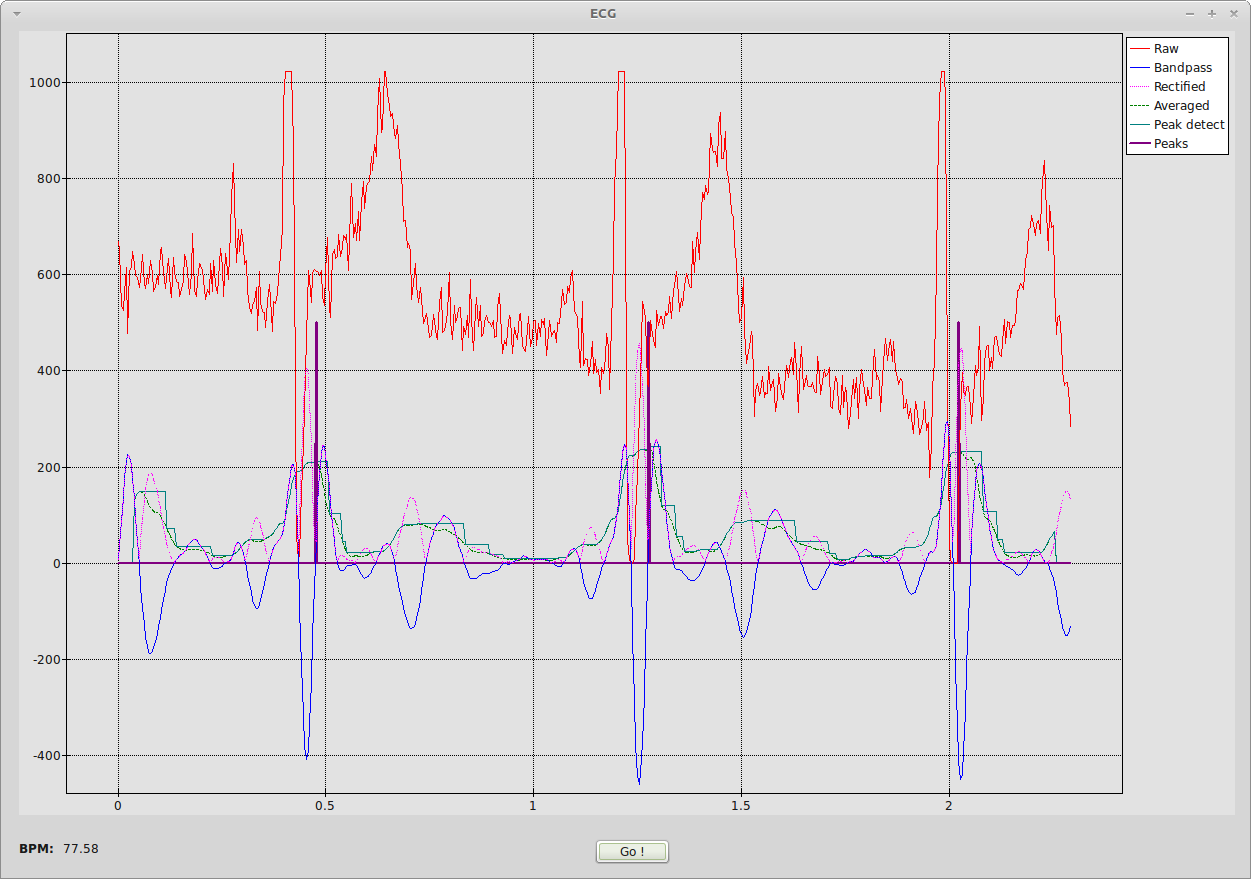 ECG
Raw
Bandpass
Rectified
Averaged
Peak detect
Peaks
1000
800
600
400
200
0
-200
-400
0 0.5 1 1.5 2
BPM: 77.58
Go !